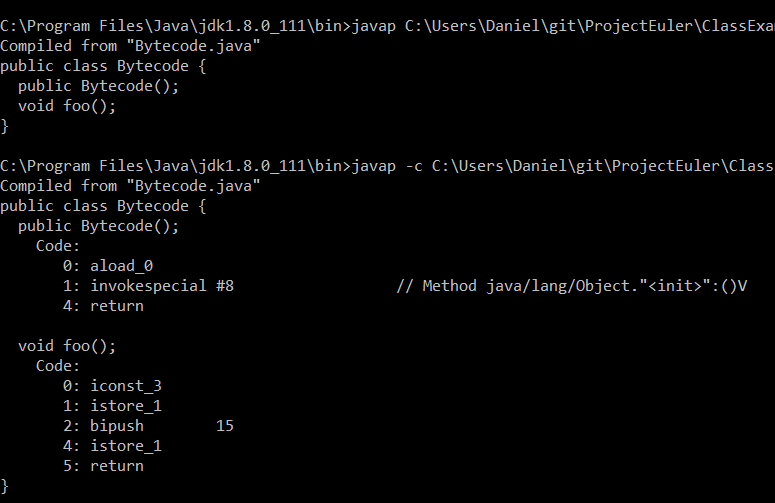 C:\Program Files\Java\jdk1.8.0_111\bin>javap C:\Users\Daniel\git\ProjectEuler\ClassExa
Compiled from "Bytecode.java"
public class Bytecode {
  public Bytecode();
  void foo();
}
C:\Program Files\Java\jdk1.8.0_111\bin>javap -c C:\Users\Daniel\git\ProjectEuler\Class
Compiled from "Bytecode.java"
public class Bytecode {
  public Bytecode();
    Code:
       0: aload_0
       1: invokespecial #8                  // Method java/lang/Object."<init>":()V
       4: return
  void foo();
    Code:
       0: iconst_3
       1: istore_1
       2: bipush        15
       4: istore_1
       5: return
}